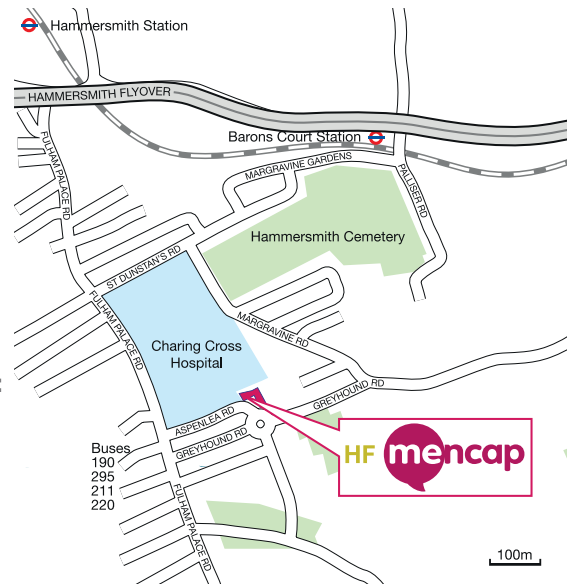 Hammersmith Station
HAMMERSMITH FLYOVER
FULHAM PALACE RD
Barons Court Station
MARGRAVINE GARDENS
PALLISER RD
Hammersmith Cemetery
ST DUNSTAN'S RD
FULHAM PALACE RD
MARGRAVINE RD
Charing Cross
Hospital
GREYHOUND RD
ASPENLEA RD
GREYHOUND RD
HF mencap
Buses
190
295
211
220
FULHAM PALACE RD
100m